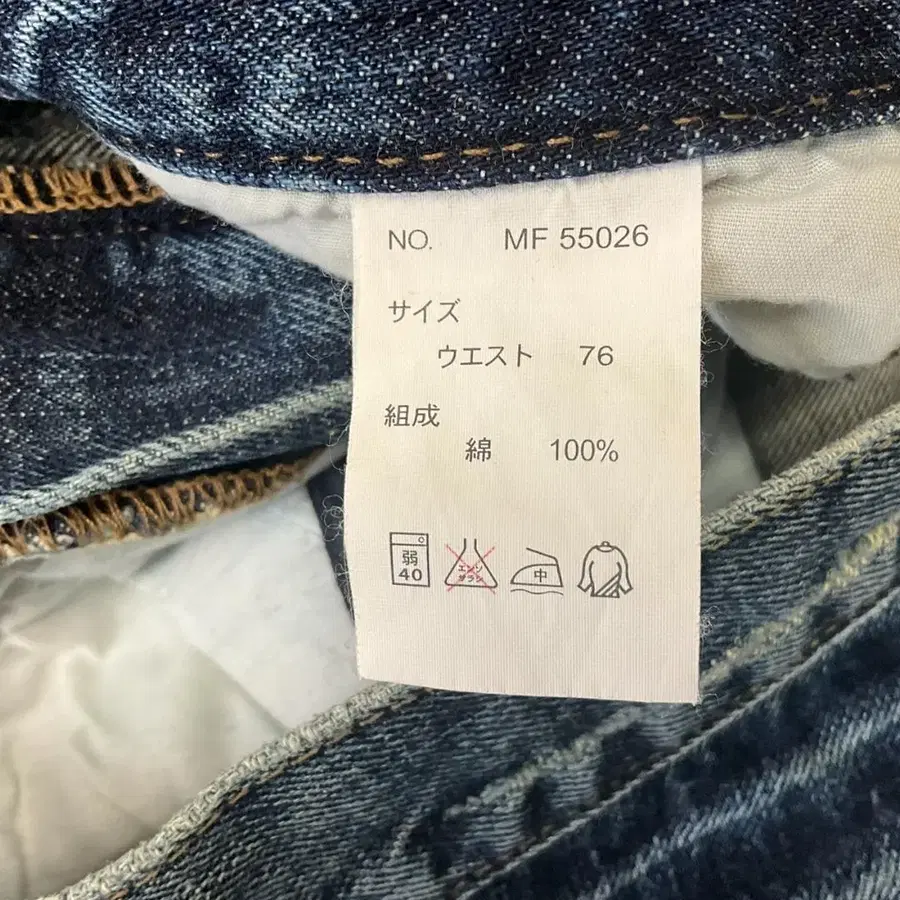 NO. MF 55026
サイズ
ウエスト 76
組成
綿 100%
弱 エンソ 中
40 サラシ